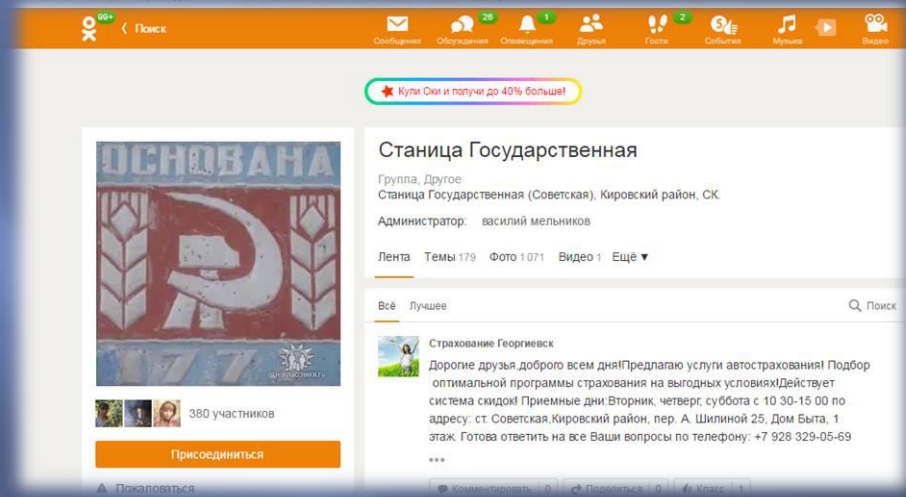 99+
Поиск
Сообщения
Обсуждения 26
Оповещения 1
Друзья
Гости 2
События
Музыка
Видео
Купи Оки и получи до 40% больше!
ОСНОВАНА
177
одноклассники.ru
Станица Государственная
Группа, Другое
Станица Государственная (Советская), Кировский район, СК.
Администратор: василий мельников
Лента Темы 179 Фото 1 071 Видео 1 Ещё
Всё Лучшее Поиск
Страхование Георгиевск
Дорогие друзья,доброго всем дня!Предлагаю услуги автострахования! Подбор
оптимальной программы страхования на выгодных условиях!Действует
система скидок! Приемные дни:Вторник, четверг, суббота с 10 30-15 00 по
адресу: ст. Советская,Кировский район, пер. А. Шилиной 25, Дом Быта, 1
этаж. Готова ответить на все Ваши вопросы по телефону: +7 928 329-05-69
380 участников
Присоединиться
Пожаловаться
Комментировать 0 Поделиться 0 Класс 1